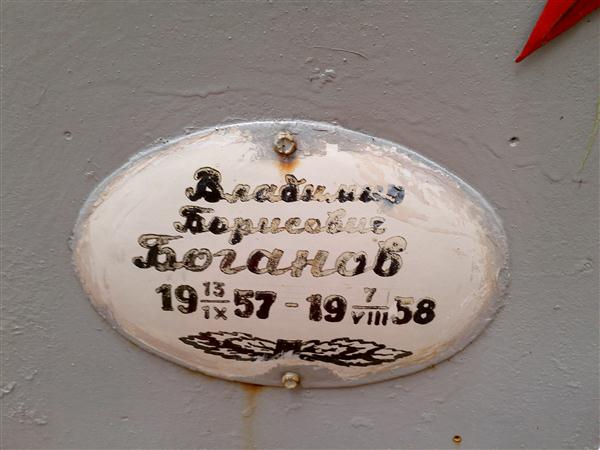 Владимир
Борисович
Боганов
19 13/IX 57 - 19 7/VIII 58